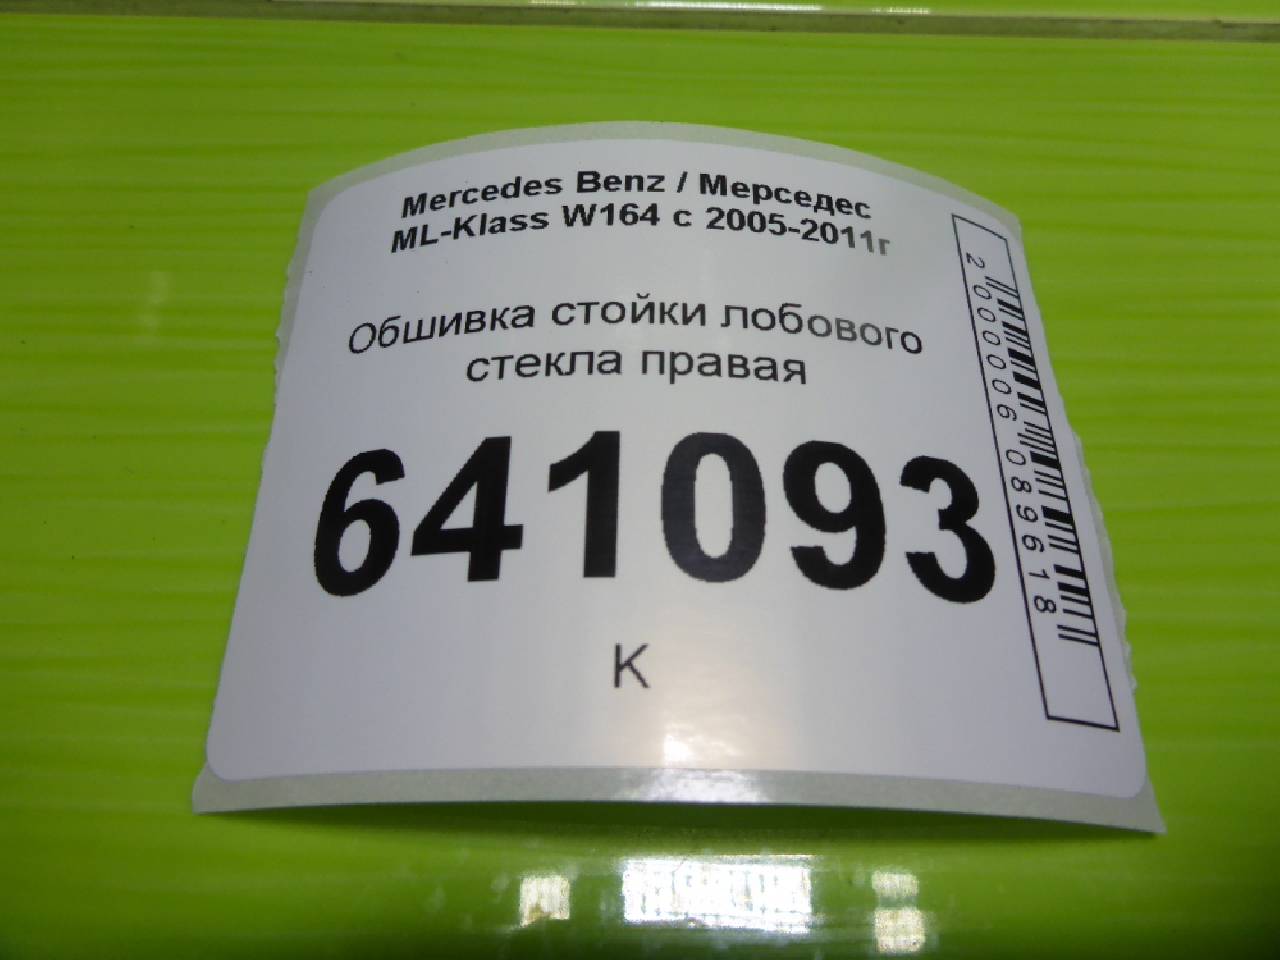 Mercedes Benz / Мерседес
ML-Klass W164 с 2005-2011г
Обшивка стойки лобового
стекла правая
641093
К
2000006089618